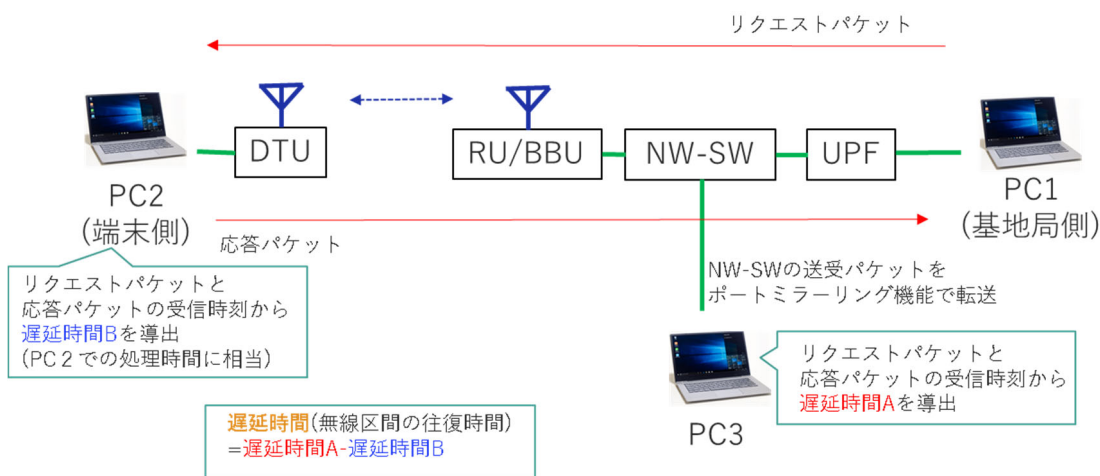 リクエストパケット
DTU
RU/BBU
NW-SW
UPF
PC2
(端末側)
PC1
(基地局側)
応答パケット
リクエストパケットと
応答パケットの受信時刻から
遅延時間Bを導出
(PC2での処理時間に相当)
NW-SWの送受パケットを
ポートミラーリング機能で転送
リクエストパケットと
応答パケットの受信時刻から
遅延時間Aを導出
PC3
遅延時間(無線区間の往復時間)
=遅延時間A-遅延時間B